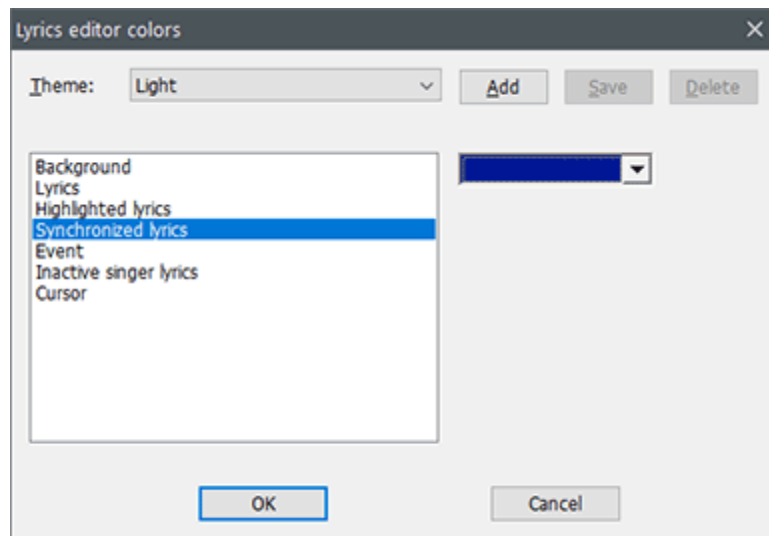 Lyrics editor colors
Theme: Light Add Save Delete
Background
Lyrics
Highlighted lyrics
Synchronized lyrics
Event
Inactive singer lyrics
Cursor
OK Cancel